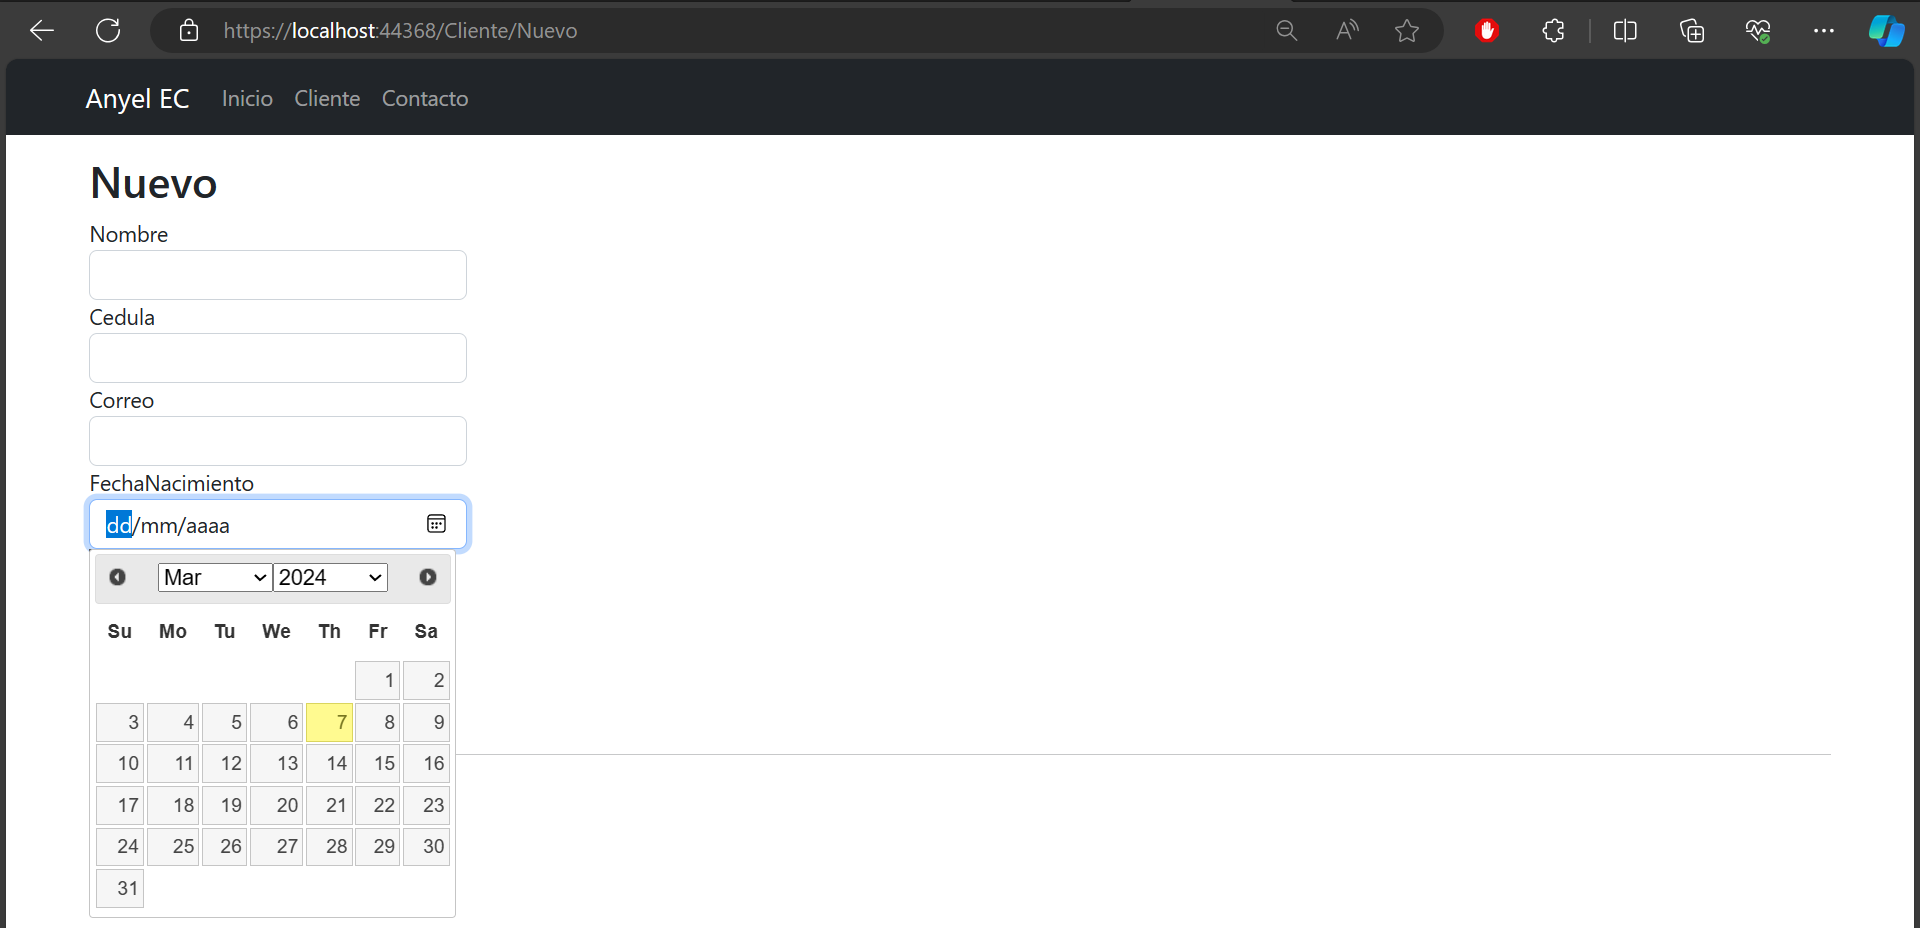 https://localhost:44368/Cliente/Nuevo
Anyel EC Inicio Cliente Contacto
Nuevo
Nombre
Cedula
Correo
FechaNacimiento
dd/mm/aaaa
Mar 2024
Su Mo Tu We Th Fr Sa
1 2
3 4 5 6 7 8 9
10 11 12 13 14 15 16
17 18 19 20 21 22 23
24 25 26 27 28 29 30
31